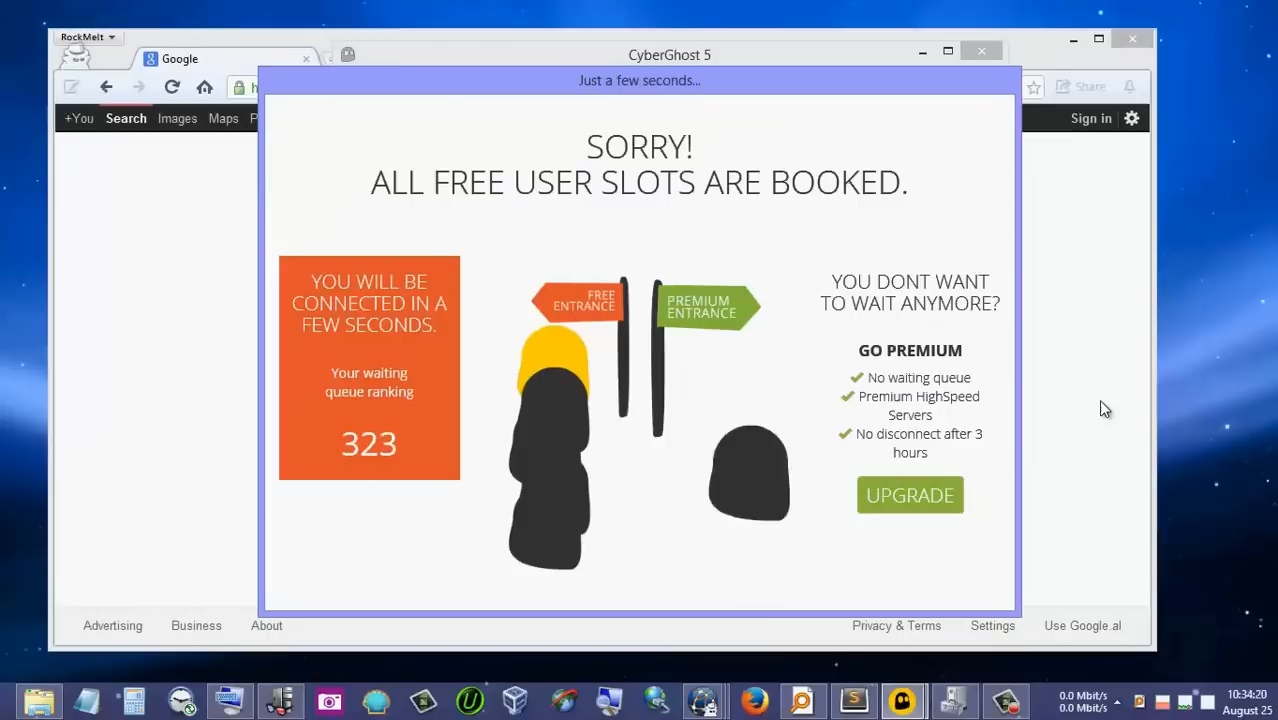 RockMelt
Google
CyberGhost 5
Just a few seconds...
h
Share
+You Search Images Maps P
Sign in
SORRY!
ALL FREE USER SLOTS ARE BOOKED.
YOU WILL BE
CONNECTED IN A
FEW SECONDS.
Your waiting
queue ranking
323
FREE
ENTRANCE
PREMIUM
ENTRANCE
YOU DONT WANT
TO WAIT ANYMORE?
GO PREMIUM
No waiting queue
Premium HighSpeed
Servers
No disconnect after 3
hours
UPGRADE
Advertising Business About
Privacy & Terms Settings Use Google.al
0.0 Mbit/s
0.0 Mbit/s
10:34:20
August 25